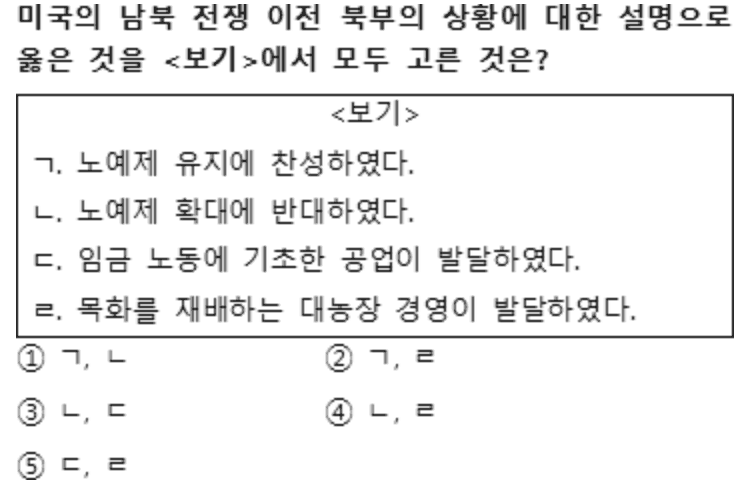 미국의 남북 전쟁 이전 북부의 상황에 대한 설명으로
옳은 것을 <보기>에서 모두 고른 것은?
<보기>
ㄱ. 노예제 유지에 찬성하였다.
ㄴ. 노예제 확대에 반대하였다.
ㄷ. 임금 노동에 기초한 공업이 발달하였다.
ㄹ. 목화를 재배하는 대농장 경영이 발달하였다.
① ㄱ, ㄴ ② ㄱ, ㄹ
③ ㄴ, ㄷ ④ ㄴ, ㄹ
⑤ ㄷ, ㄹ